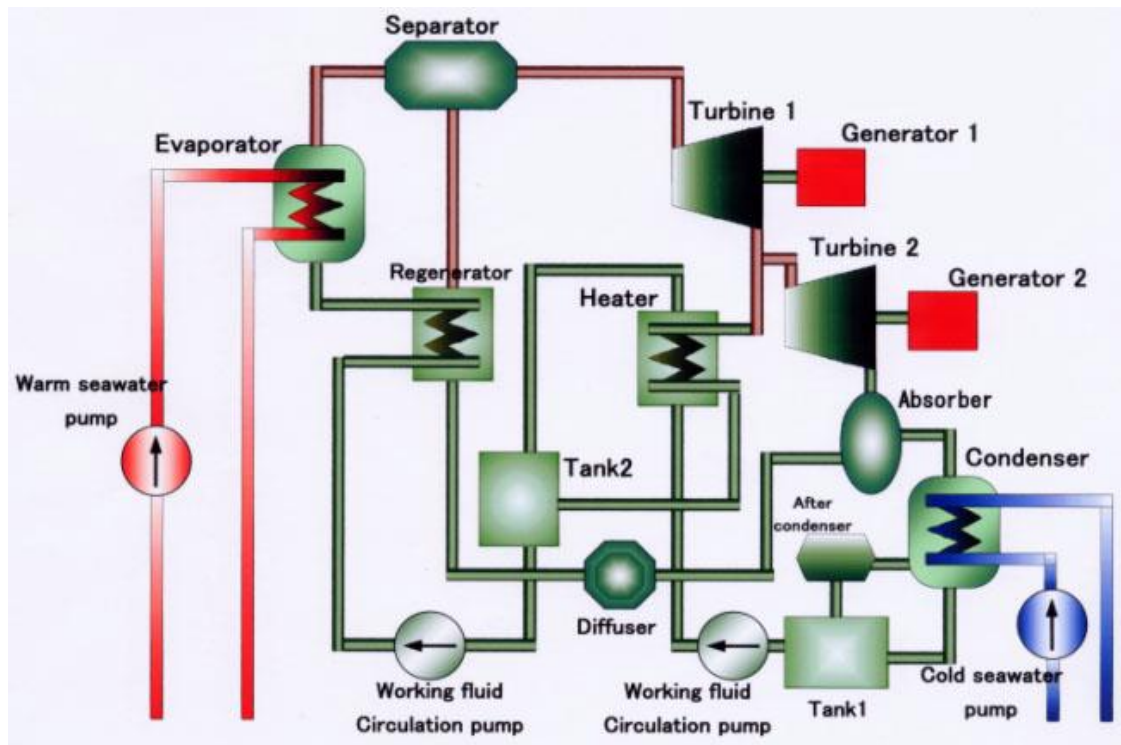 Separator
Turbine 1
Generator 1
Evaporator
Turbine 2
Regenerator
Heater
Generator 2
Warm seawater
pump
Absorber
Tank2
Condenser
After
condenser
Diffuser
Working fluid
Circulation pump
Working fluid
Circulation pump
Tank1
Cold seawater
pump